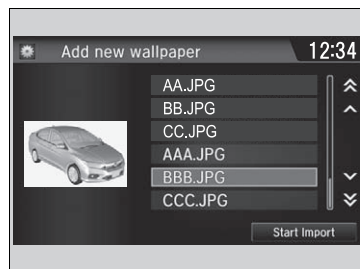 Add new wallpaper 12:34
AA.JPG
BB.JPG
CC.JPG
AAA.JPG
BBB.JPG
CCC.JPG
Start Import